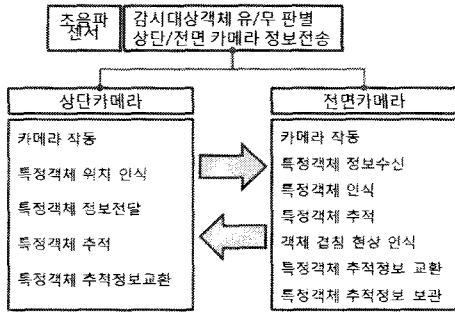 초음파
센서
감시대상객체 유/무 판별
상단/전면 카메라 정보전송
상단카메라
카메라 작동
특정객체 위치 인식
특정객체 정보전달
특정객체 추적
특정객체 추적정보교환
전면카메라
카메라 작동
특정객체 정보수신
특정객체 인식
특정객체 추적
객체 겹침 현상 인식
특정객체 추적정보 교환
특정객체 추적정보 보관